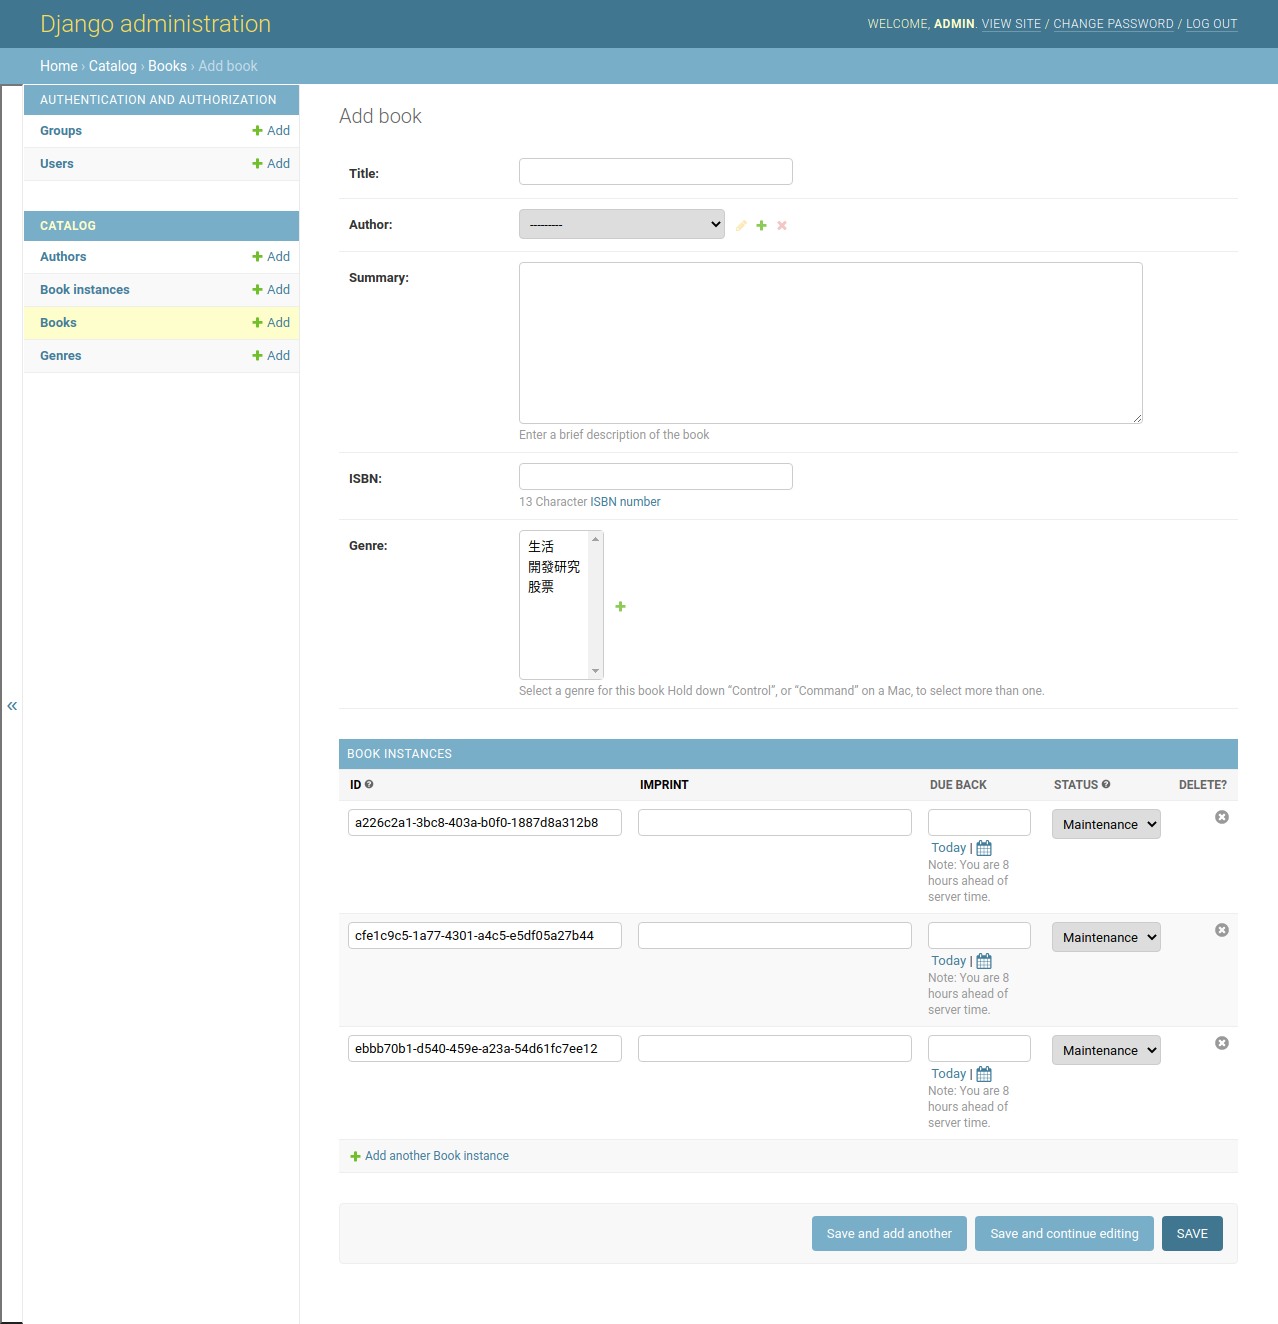 Django administration
WELCOME, ADMIN. VIEW SITE / CHANGE PASSWORD / LOG OUT
Home › Catalog › Books › Add book
AUTHENTICATION AND AUTHORIZATION
Groups Add
Users Add
CATALOG
Authors Add
Book instances Add
Books Add
Genres Add
«
Add book
Title:
Author: ---------
Summary:
Enter a brief description of the book
ISBN:
13 Character ISBN number
Genre:
生活
開發研究
股票
Select a genre for this book Hold down “Control”, or “Command” on a Mac, to select more than one.
BOOK INSTANCES
ID IMPRINT DUE BACK STATUS DELETE?
a226c2a1-3bc8-403a-b0f0-1887d8a312b8 Maintenance
Today |
Note: You are 8
hours ahead of
server time.
cfe1c9c5-1a77-4301-a4c5-e5df05a27b44 Maintenance
Today |
Note: You are 8
hours ahead of
server time.
ebbb70b1-d540-459e-a23a-54d61fc7ee12 Maintenance
Today |
Note: You are 8
hours ahead of
server time.
Add another Book instance
Save and add another Save and continue editing SAVE